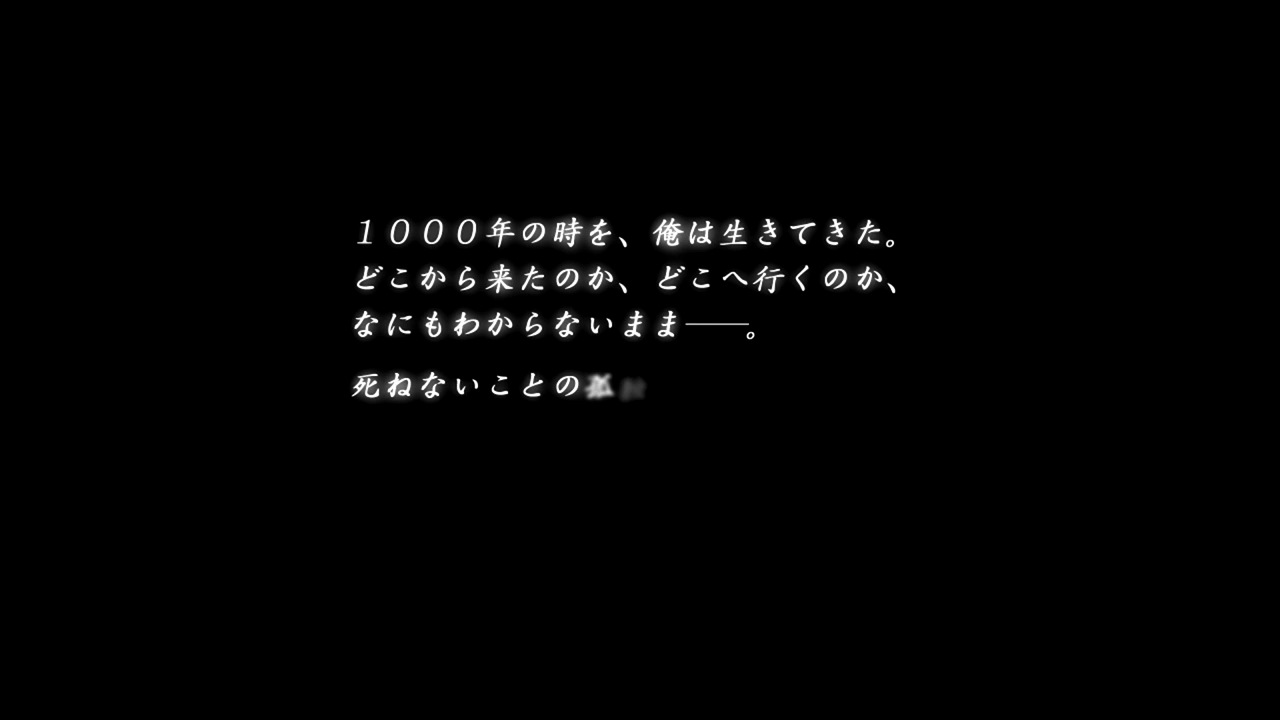 １０００年の時を、俺は生きてきた。
どこから来たのか、どこへ行くのか、
なにもわからないまま――。
死ねないことの孤